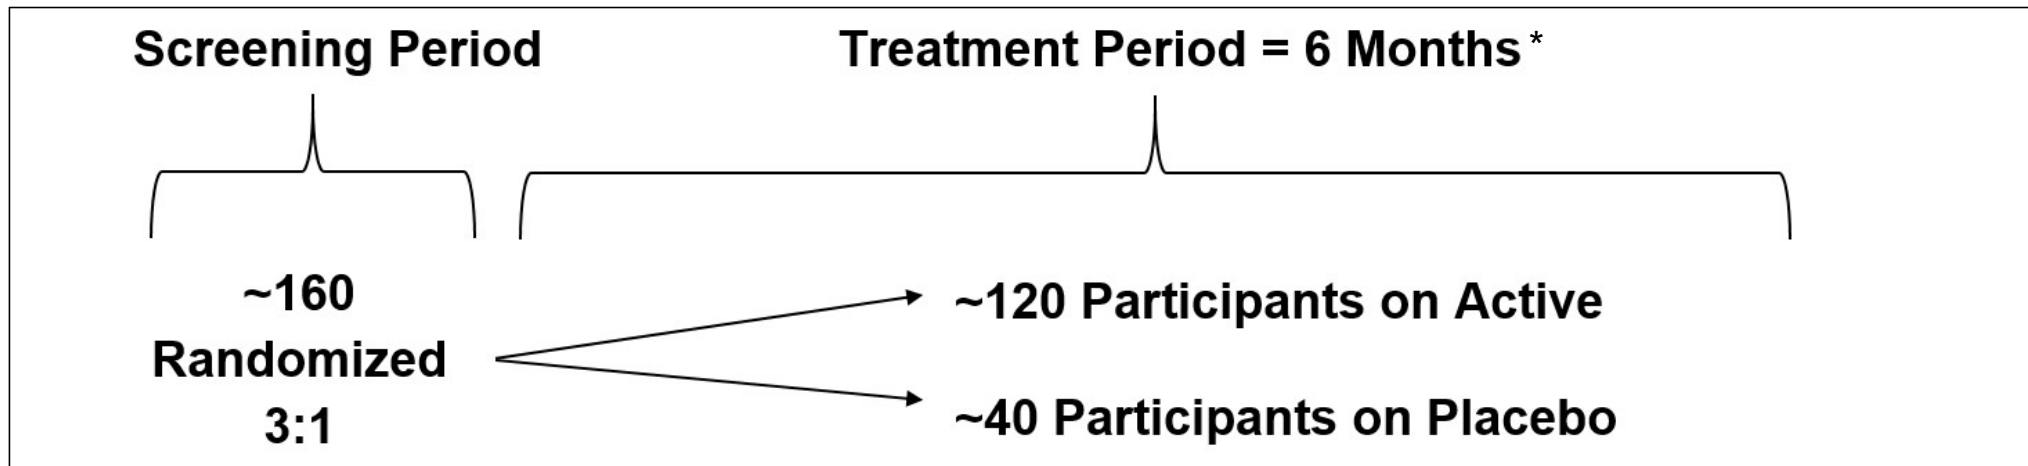 Screening Period
Treatment Period = 6 Months*
~160
Randomized
3:1
~120 Participants on Active
~40 Participants on Placebo